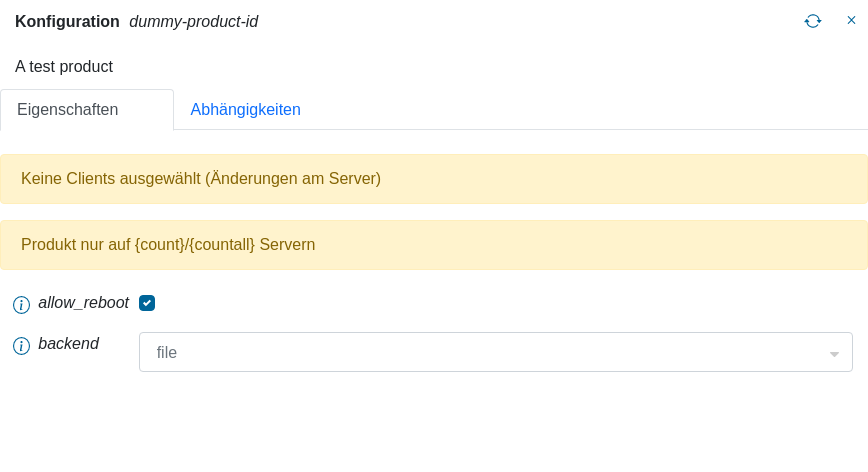 Konfiguration dummy-product-id
A test product
Eigenschaften Abhängigkeiten
Keine Clients ausgewählt (Änderungen am Server)
Produkt nur auf {count}/{countall} Servern
allow_reboot
backend file